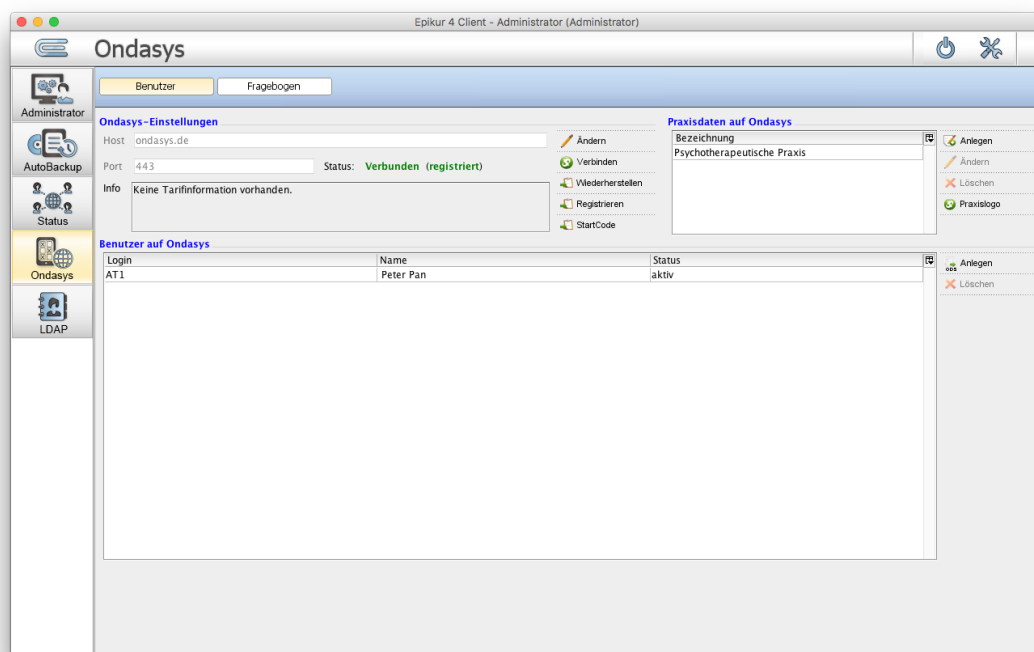 Epikur 4 Client - Administrator (Administrator)
Ondasys
Administrator
AutoBackup
Status
Ondasys
LDAP
Benutzer
Fragebogen
Ondasys-Einstellungen
Host ondasys.de
Port 443 Status: Verbunden (registriert)
Info Keine Tarifinformation vorhanden.
Ändern
Verbinden
Wiederherstellen
Registrieren
StartCode
Praxisdaten auf Ondasys
Bezeichnung
Psychotherapeutische Praxis
Anlegen
Ändern
Löschen
Praxislogo
Benutzer auf Ondasys
Login Name Status
AT1 Peter Pan aktiv
ODS Anlegen
Löschen